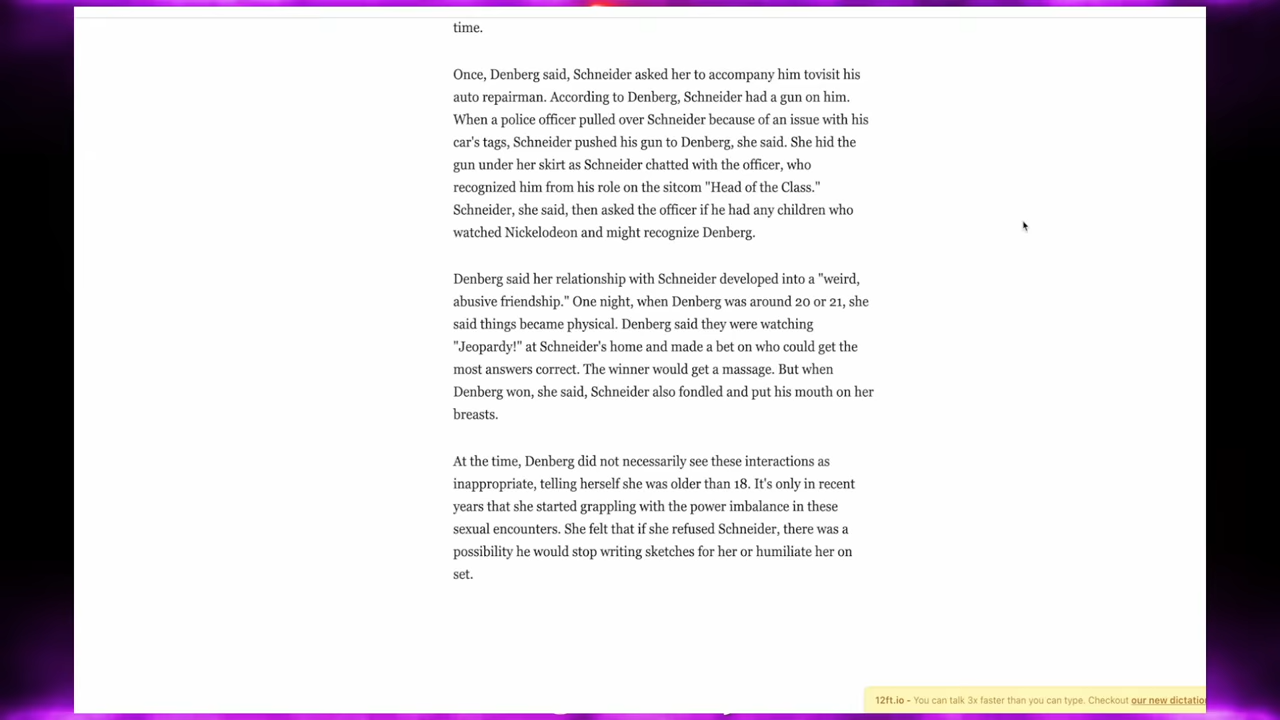 time.
Once, Denberg said, Schneider asked her to accompany him tovisit his
auto repairman. According to Denberg, Schneider had a gun on him.
When a police officer pulled over Schneider because of an issue with his
car's tags, Schneider pushed his gun to Denberg, she said. She hid the
gun under her skirt as Schneider chatted with the officer, who
recognized him from his role on the sitcom "Head of the Class."
Schneider, she said, then asked the officer if he had any children who
watched Nickelodeon and might recognize Denberg.
Denberg said her relationship with Schneider developed into a "weird,
abusive friendship." One night, when Denberg was around 20 or 21, she
said things became physical. Denberg said they were watching
"Jeopardy!" at Schneider's home and made a bet on who could get the
most answers correct. The winner would get a massage. But when
Denberg won, she said, Schneider also fondled and put his mouth on her
breasts.
At the time, Denberg did not necessarily see these interactions as
inappropriate, telling herself she was older than 18. It's only in recent
years that she started grappling with the power imbalance in these
sexual encounters. She felt that if she refused Schneider, there was a
possibility he would stop writing sketches for her or humiliate her on
set.
12ft.io - You can talk 3x faster than you can type. Checkout our new dictatio